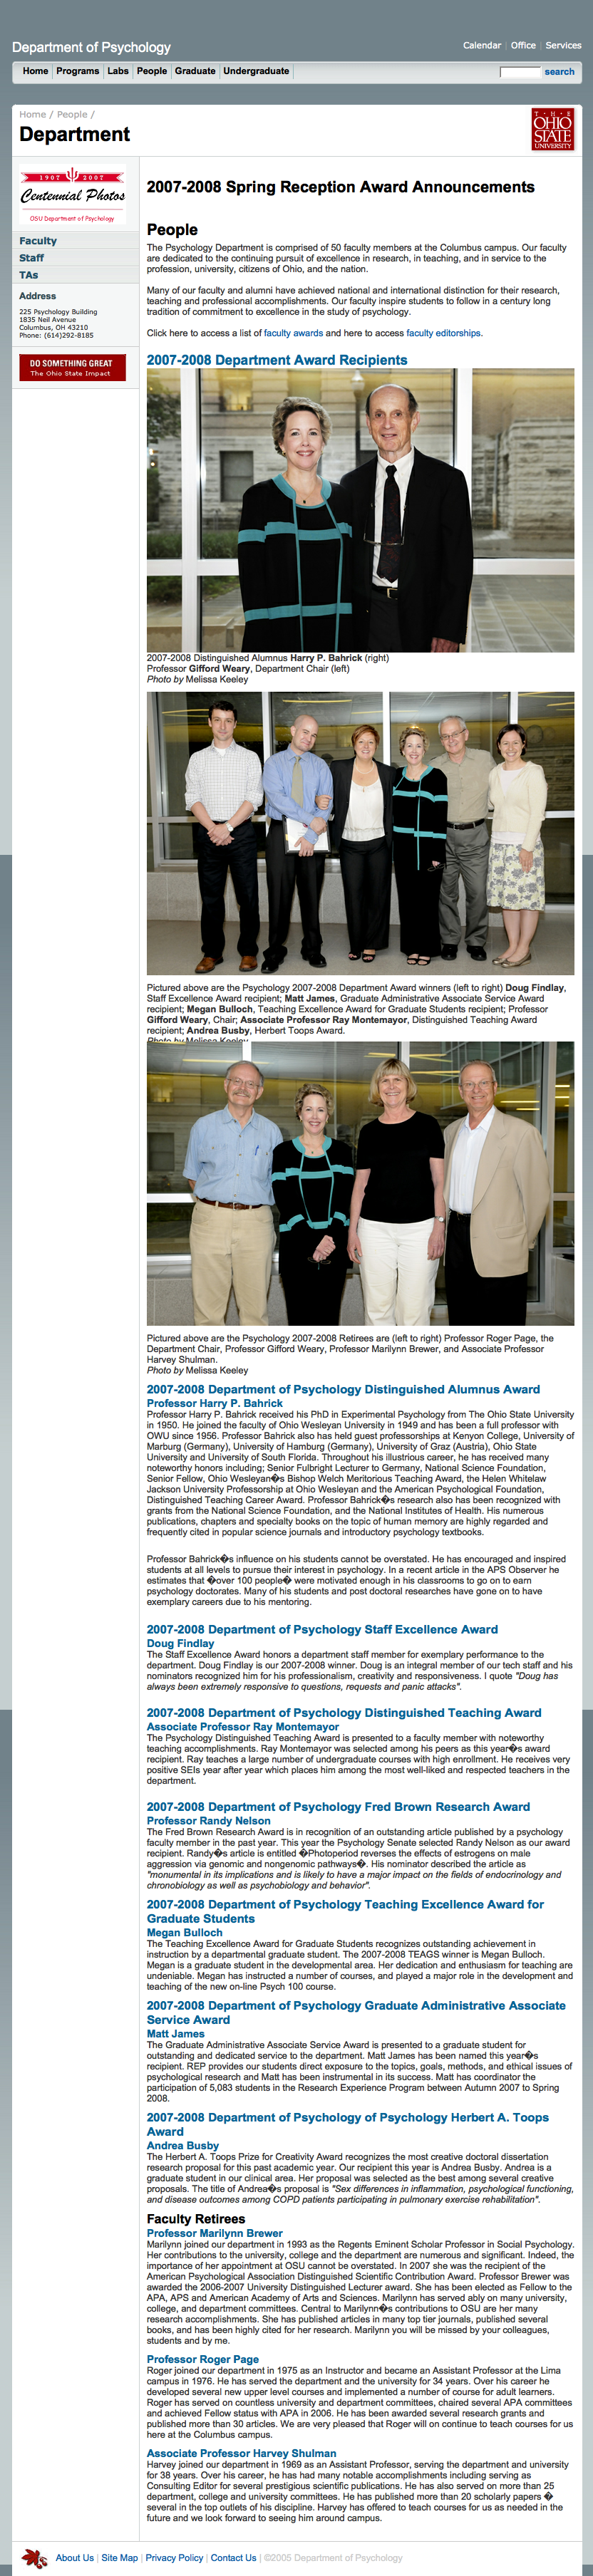 Department of Psychology
Calendar | Office | Services
Home Programs Labs People Graduate Undergraduate
search
Home / People /
Department
THE
OHIO
STATE
UNIVERSITY
1907 2007
Centennial Photos
OSU Department of Psychology
Faculty
Staff
TAs
Address
225 Psychology Building
1835 Neil Avenue
Columbus, OH 43210
Phone: (614)292-8185
DO SOMETHING GREAT
The Ohio State Impact
2007-2008 Spring Reception Award Announcements
People
The Psychology Department is comprised of 50 faculty members at the Columbus campus. Our faculty
are dedicated to the continuing pursuit of excellence in research, in teaching, and in service to the
profession, university, citizens of Ohio, and the nation.
Many of our faculty and alumni have achieved national and international distinction for their research,
teaching and professional accomplishments. Our faculty inspire students to follow in a century long
tradition of commitment to excellence in the study of psychology.
Click here to access a list of faculty awards and here to access faculty editorships.
2007-2008 Department Award Recipients
2007-2008 Distinguished Alumnus Harry P. Bahrick (right)
Professor Gifford Weary, Department Chair (left)
Photo by Melissa Keeley
Pictured above are the Psychology 2007-2008 Department Award winners (left to right) Doug Findlay,
Staff Excellence Award recipient; Matt James, Graduate Administrative Associate Service Award
recipient; Megan Bulloch, Teaching Excellence Award for Graduate Students recipient; Professor
Gifford Weary, Chair; Associate Professor Ray Montemayor, Distinguished Teaching Award
recipient; Andrea Busby, Herbert Toops Award.
Photo by Melissa Keeley
Pictured above are the Psychology 2007-2008 Retirees are (left to right) Professor Roger Page, the
Department Chair, Professor Gifford Weary, Professor Marilynn Brewer, and Associate Professor
Harvey Shulman.
Photo by Melissa Keeley
2007-2008 Department of Psychology Distinguished Alumnus Award
Professor Harry P. Bahrick
Professor Harry P. Bahrick received his PhD in Experimental Psychology from The Ohio State University
in 1950. He joined the faculty of Ohio Wesleyan University in 1949 and has been a full professor with
OWU since 1956. Professor Bahrick also has held guest professorships at Kenyon College, University of
Marburg (Germany), University of Hamburg (Germany), University of Graz (Austria), Ohio State
University and University of South Florida. Throughout his illustrious career, he has received many
noteworthy honors including; Senior Fulbright Lecturer to Germany, National Science Foundation,
Senior Fellow, Ohio Wesleyan�s Bishop Welch Meritorious Teaching Award, the Helen Whitelaw
Jackson University Professorship at Ohio Wesleyan and the American Psychological Foundation,
Distinguished Teaching Career Award. Professor Bahrick�s research also has been recognized with
grants from the National Science Foundation, and the National Institutes of Health. His numerous
publications, chapters and specialty books on the topic of human memory are highly regarded and
frequently cited in popular science journals and introductory psychology textbooks.
Professor Bahrick�s influence on his students cannot be overstated. He has encouraged and inspired
students at all levels to pursue their interest in psychology. In a recent article in the APS Observer he
estimates that �over 100 people� were motivated enough in his classrooms to go on to earn
psychology doctorates. Many of his students and post doctoral researches have gone on to have
exemplary careers due to his mentoring.
2007-2008 Department of Psychology Staff Excellence Award
Doug Findlay
The Staff Excellence Award honors a department staff member for exemplary performance to the
department. Doug Findlay is our 2007-2008 winner. Doug is an integral member of our tech staff and his
nominators recognized him for his professionalism, creativity and responsiveness. I quote "Doug has
always been extremely responsive to questions, requests and panic attacks".
2007-2008 Department of Psychology Distinguished Teaching Award
Associate Professor Ray Montemayor
The Psychology Distinguished Teaching Award is presented to a faculty member with noteworthy
teaching accomplishments. Ray Montemayor was selected among his peers as this year�s award
recipient. Ray teaches a large number of undergraduate courses with high enrollment. He receives very
positive SEIs year after year which places him among the most well-liked and respected teachers in the
department.
2007-2008 Department of Psychology Fred Brown Research Award
Professor Randy Nelson
The Fred Brown Research Award is in recognition of an outstanding article published by a psychology
faculty member in the past year. This year the Psychology Senate selected Randy Nelson as our award
recipient. Randy�s article is entitled �Photoperiod reverses the effects of estrogens on male
aggression via genomic and nongenomic pathways�. His nominator described the article as
"monumental in its implications and is likely to have a major impact on the fields of endocrinology and
chronobiology as well as psychobiology and behavior".
2007-2008 Department of Psychology Teaching Excellence Award for
Graduate Students
Megan Bulloch
The Teaching Excellence Award for Graduate Students recognizes outstanding achievement in
instruction by a departmental graduate student. The 2007-2008 TEAGS winner is Megan Bulloch.
Megan is a graduate student in the developmental area. Her dedication and enthusiasm for teaching are
undeniable. Megan has instructed a number of courses, and played a major role in the development and
teaching of the new on-line Psych 100 course.
2007-2008 Department of Psychology Graduate Administrative Associate
Service Award
Matt James
The Graduate Administrative Associate Service Award is presented to a graduate student for
outstanding and dedicated service to the department. Matt James has been named this year�s
recipient. REP provides our students direct exposure to the topics, goals, methods, and ethical issues of
psychological research and Matt has been instrumental in its success. Matt has coordinator the
participation of 5,083 students in the Research Experience Program between Autumn 2007 to Spring
2008.
2007-2008 Department of Psychology of Psychology Herbert A. Toops
Award
Andrea Busby
The Herbert A. Toops Prize for Creativity Award recognizes the most creative doctoral dissertation
research proposal for this past academic year. Our recipient this year is Andrea Busby. Andrea is a
graduate student in our clinical area. Her proposal was selected as the best among several creative
proposals. The title of Andrea�s proposal is "Sex differences in inflammation, psychological functioning,
and disease outcomes among COPD patients participating in pulmonary exercise rehabilitation".
Faculty Retirees
Professor Marilynn Brewer
Marilynn joined our department in 1993 as the Regents Eminent Scholar Professor in Social Psychology.
Her contributions to the university, college and the department are numerous and significant. Indeed, the
importance of her appointment at OSU cannot be overstated. In 2007 she was the recipient of the
American Psychological Association Distinguished Scientific Contribution Award. Professor Brewer was
awarded the 2006-2007 University Distinguished Lecturer award. She has been elected as Fellow to the
APA, APS and American Academy of Arts and Sciences. Marilynn has served ably on many university,
college, and department committees. Central to Marilynn�s contributions to OSU are her many
research accomplishments. She has published articles in many top tier journals, published several
books, and has been highly cited for her research. Marilynn you will be missed by your colleagues,
students and by me.
Professor Roger Page
Roger joined our department in 1975 as an Instructor and became an Assistant Professor at the Lima
campus in 1976. He has served the department and the university for 34 years. Over his career he
developed several new upper level courses and implemented a number of course for adult learners.
Roger has served on countless university and department committees, chaired several APA committees
and achieved Fellow status with APA in 2006. He has been awarded several research grants and
published more than 30 articles. We are very pleased that Roger will on continue to teach courses for us
here at the Columbus campus.
Associate Professor Harvey Shulman
Harvey joined our department in 1969 as an Assistant Professor, serving the department and university
for 38 years. Over his career, he has had many notable accomplishments including serving as
Consulting Editor for several prestigious scientific publications. He has also served on more than 25
department, college and university committees. He has published more than 20 scholarly papers �
several in the top outlets of his discipline. Harvey has offered to teach courses for us as needed in the
future and we look forward to seeing him around campus.
About Us | Site Map | Privacy Policy | Contact Us | ©2005 Department of Psychology